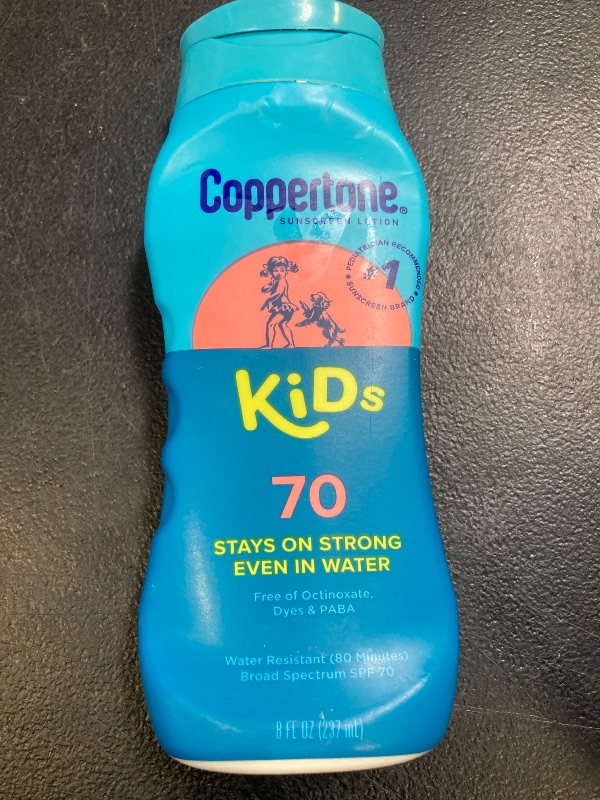 Coppertone®
SUNSCREEN LOTION
PEDIATRICIAN RECOMMENDED
#1
SUNSCREEN BRAND
KiDs
70
STAYS ON STRONG
EVEN IN WATER
Free of Octinoxate,
Dyes & PABA
Water Resistant (80 Minutes)
Broad Spectrum SPF 70
8 FL OZ (237 mL)